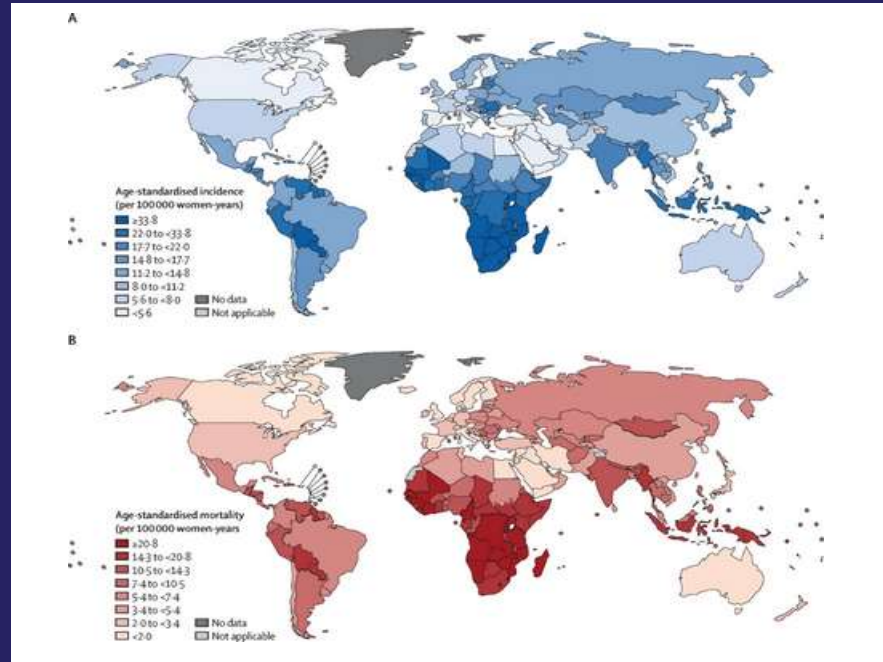 A
Age-standardised incidence
(per 100 000 women-years)
≥33·8
22·0 to <33·8
17·7 to <22·0
14·8 to <17·7
11·2 to <14·8
8·0 to <11·2
5·6 to <8·0
<5·6
No data
Not applicable
B
Age-standardised mortality
(per 100 000 women-years
≥20·8
14·3 to <20·8
10·5 to <14·3
7·4 to <10·5
5·4 to <7·4
3·4 to <5·4
2·0 to <3·4
<2·0
No data
Not applicable